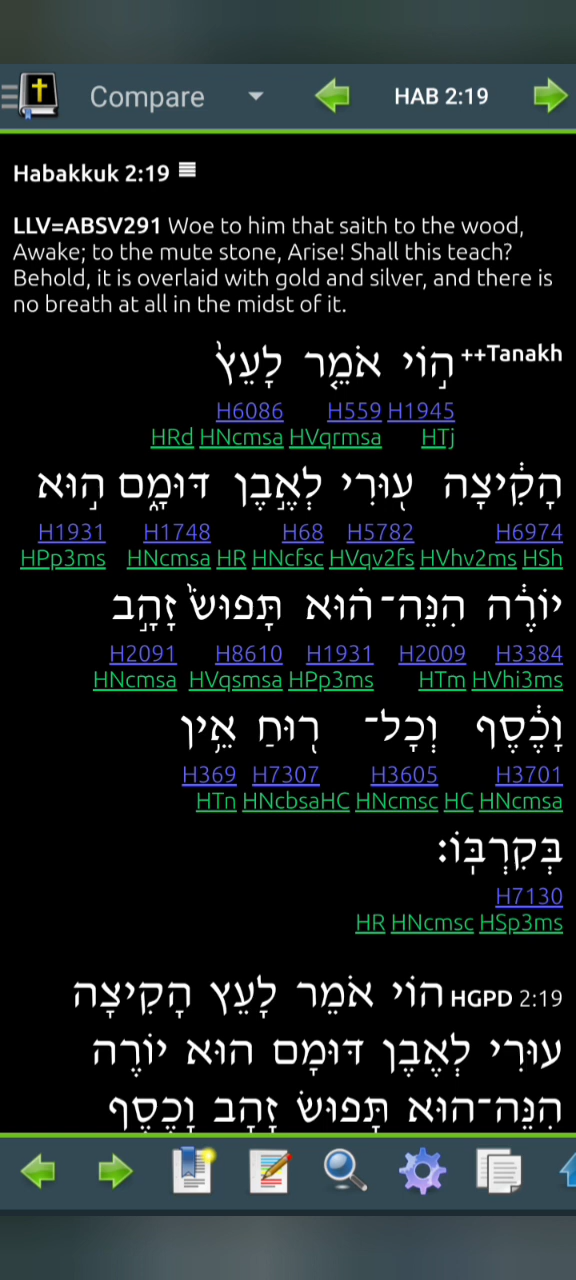 Compare HAB 2:19
Habakkuk 2:19
LLV=ABSV291 Woe to him that saith to the wood,
Awake; to the mute stone, Arise! Shall this teach?
Behold, it is overlaid with gold and silver, and there is
no breath at all in the midst of it.
++Tanakh ה֣וֹי אֹמֵ֤ר לָעֵץ֙
H6086 H559 H1945
HRd HNcmsa HVqrmsa HTj
הָקִ֔יצָה ע֖וּרִי לְאֶ֣בֶן דּוּמָ֑ם ה֣וּא
H1931 H1748 H68 H5782 H6974
HPp3ms HNcmsa HR HNcfsc HVqv2fs HVhv2ms HSh
יוֹרֶ֔ה הִנֵּה־ ה֗וּא תָּפוּשׂ֙ זָהָ֣ב
H2091 H8610 H1931 H2009 H3384
HNcmsa HVqsmsa HPp3ms HTm HVhi3ms
וָכֶ֔סֶף וְכָל־ ר֖וּחַ אֵ֥ין
H369 H7307 H3605 H3701
HTn HNcbsaHC HNcmsc HC HNcmsa
בְּקִרְבּֽוֹ׃
H7130
HR HNcmsc HSp3ms
HGPD 2:19 הוֹי אֹמֵר לָעֵץ הָקִיצָה
עוּרִי לְאֶבֶן דּוּמָם הוּא יוֹרֶה
הִנֵּה־הוּא תָּפוּשׂ זָהָב וָכֶסֶף